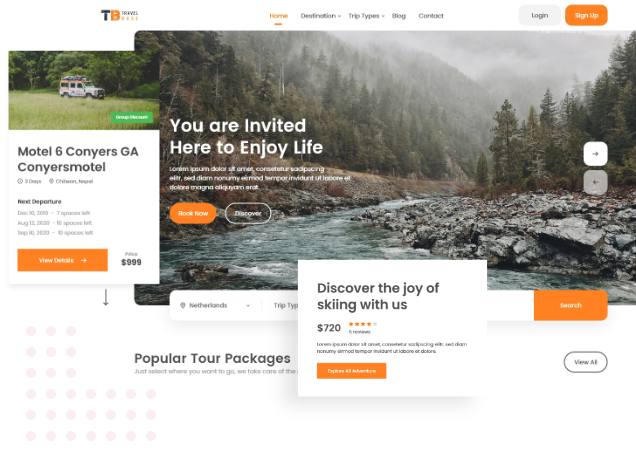 TB TRAVEL BASE
Home Destination Trip Types Blog Contact
Login
Sign Up
Group Discount
Motel 6 Conyers GA
Conyersmotel
3 Days Chitwan, Nepal
Next Departure
Dec 10, 2019 - 7 spaces left
Aug 12, 2020 - 10 spaces left
Sep 10, 2020 - 10 spaces left
View Details
Price
$999
You are Invited
Here to Enjoy Life
Lorem ipsum dolor sit amet, consetetur sadipscing
elitr, sed diam nonumy eirmod tempor invidunt ut labore et
dolore magna aliquyam erat
Book Now
Discover
Netherlands
Trip Typ
Search
Discover the joy of
skiing with us
$720
5 reviews
Lorem ipsum dolor sit amet, consetetur sadipscing elitr, sed diam
nonumy eirmod tempor invidunt ut labore et dolore.
Explore All Adventure
Popular Tour Packages
Just select where you want to go, we take care of the
View All